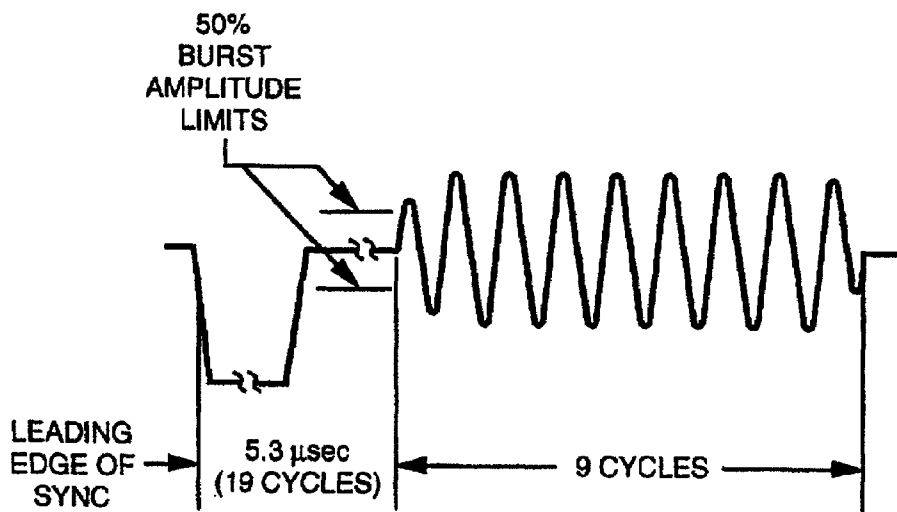 50%
BURST
AMPLITUDE
LIMITS
LEADING
EDGE OF
SYNC
5.3 µsec
(19 CYCLES)
9 CYCLES